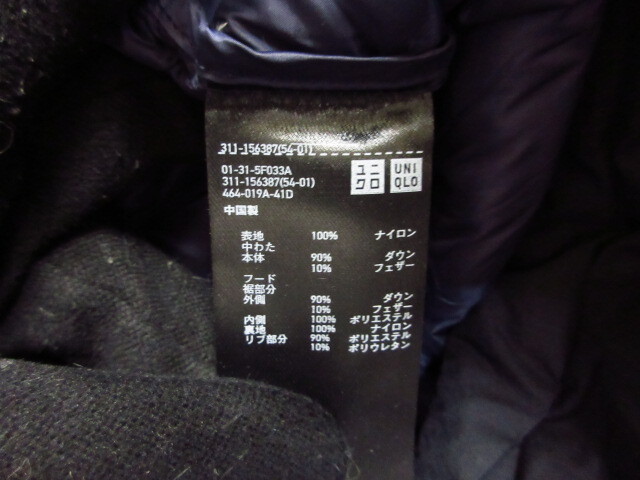 311-156387(54-01)
01-31-5F033A
311-156387(54-01)
464-019A-41D
ユニ
クロ
UNI
QLO
中国製
表地 100% ナイロン
中わた
本体 90% ダウン
10% フェザー
フード
裾部分
外側 90% ダウン
10% フェザー
内側 100% ポリエステル
裏地 100% ナイロン
リブ部分 90% ポリエステル
10% ポリウレタン